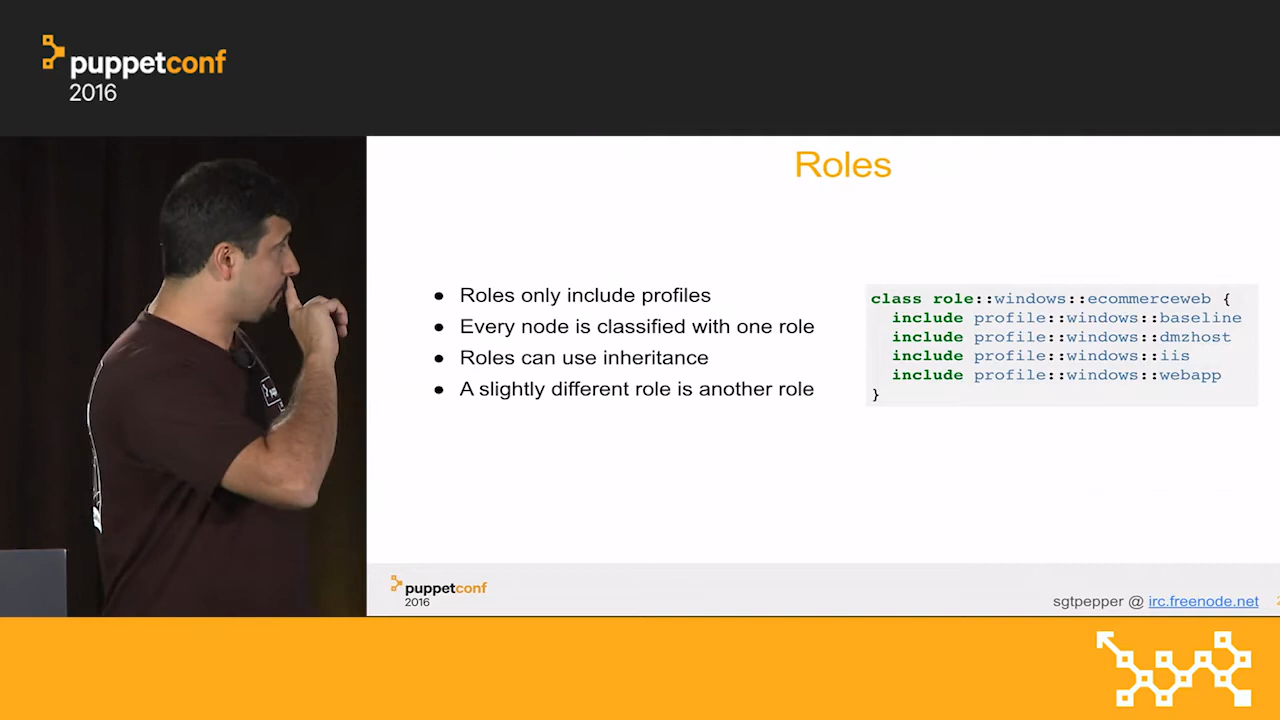 puppetconf
2016
Roles
● Roles only include profiles
● Every node is classified with one role
● Roles can use inheritance
● A slightly different role is another role
class role::windows::ecommerceweb {
  include profile::windows::baseline
  include profile::windows::dmzhost
  include profile::windows::iis
  include profile::windows::webapp
}
puppetconf
2016
sgtpepper @ irc.freenode.net